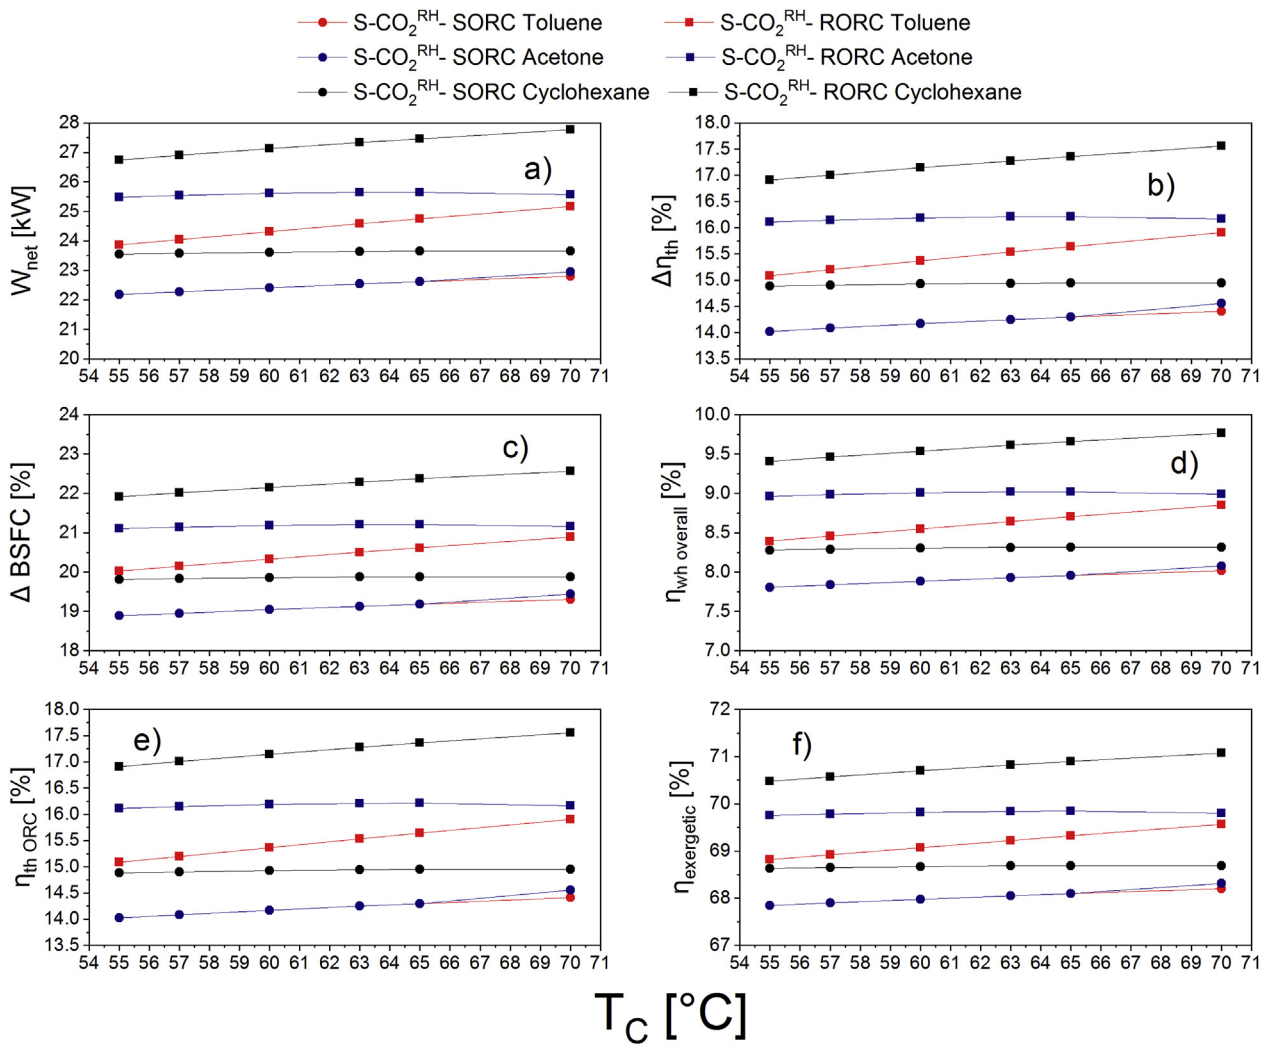 S-CO₂ᴿᴴ- SORC Toluene S-CO₂ᴿᴴ- RORC Toluene
S-CO₂ᴿᴴ- SORC Acetone S-CO₂ᴿᴴ- RORC Acetone
S-CO₂ᴿᴴ- SORC Cyclohexane S-CO₂ᴿᴴ- RORC Cyclohexane
a)
W_net [kW]
28
27
26
25
24
23
22
21
20
54 55 56 57 58 59 60 61 62 63 64 65 66 67 68 69 70 71
b)
Δη_th [%]
18.0
17.5
17.0
16.5
16.0
15.5
15.0
14.5
14.0
13.5
54 55 56 57 58 59 60 61 62 63 64 65 66 67 68 69 70 71
c)
Δ BSFC [%]
24
23
22
21
20
19
18
54 55 56 57 58 59 60 61 62 63 64 65 66 67 68 69 70 71
d)
η_wh overall [%]
10.0
9.5
9.0
8.5
8.0
7.5
7.0
54 55 56 57 58 59 60 61 62 63 64 65 66 67 68 69 70 71
e)
η_tth ORC [%]
18.0
17.5
17.0
16.5
16.0
15.5
15.0
14.5
14.0
13.5
54 55 56 57 58 59 60 61 62 63 64 65 66 67 68 69 70 71
f)
η_exergetic [%]
72
71
70
69
68
67
54 55 56 57 58 59 60 61 62 63 64 65 66 67 68 69 70 71
T_C [°C]